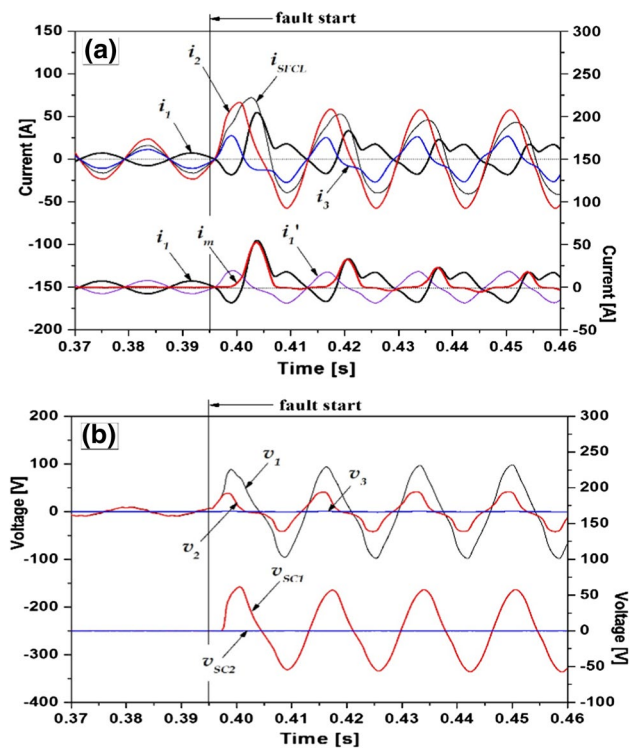 fault start
(a)
i2
iSFCL
i1
i3
i1
im
i1'
Current [A]
150
100
50
0
-50
-100
-150
-200
300
250
200
150
100
50
0
-50
Current [A]
0.37 0.38 0.39 0.40 0.41 0.42 0.43 0.44 0.45 0.46
Time [s]
fault start
(b)
v1
v3
v2
vSC1
vSC2
Voltage [V]
200
100
0
-100
-200
-300
-400
300
250
200
150
100
50
0
-50
-100
Voltage [V]
0.37 0.38 0.39 0.40 0.41 0.42 0.43 0.44 0.45 0.46
Time [s]